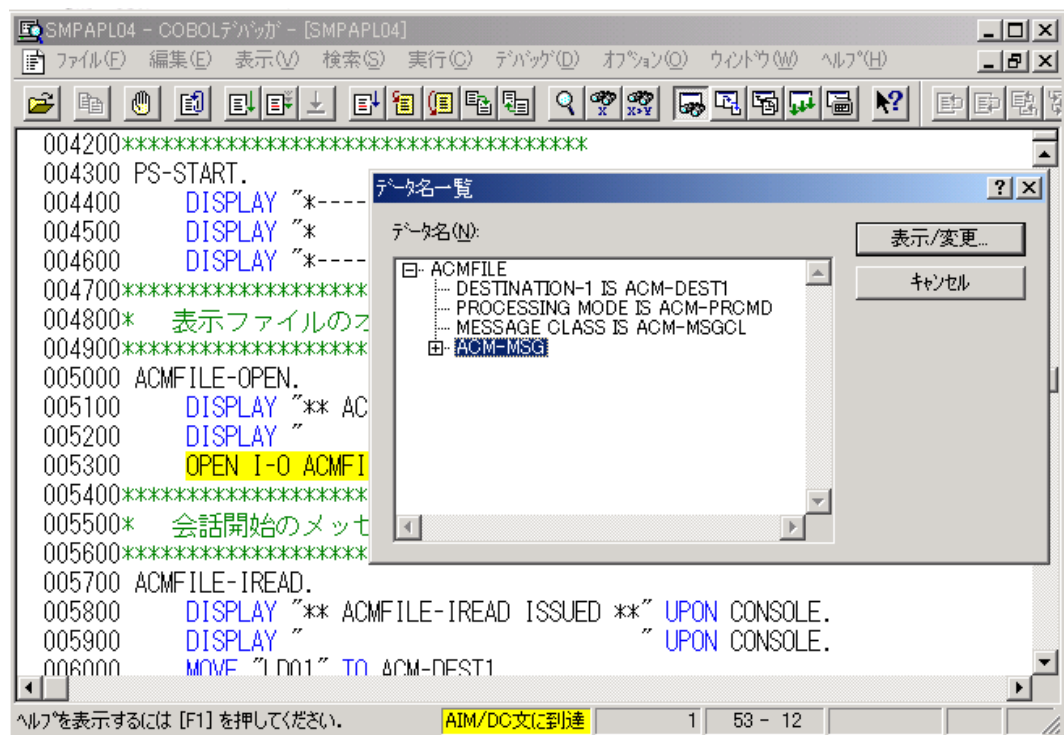 SMPAPL04 - COBOLデバッガ - [SMPAPL04]
ファイル(F) 編集(E) 表示(V) 検索(S) 実行(C) デバッグ(D) オプション(O) ウィンドウ(W) ヘルプ(H)
004200***************************************
004300 PS-START.
004400 DISPLAY "*----
004500 DISPLAY "*
004600 DISPLAY "*----
004700*********************
004800* 表示ファイルのオ
004900*********************
005000 ACMFILE-OPEN.
005100 DISPLAY "** AC
005200 DISPLAY "
005300 OPEN I-O ACMFI
005400*********************
005500* 会話開始のメッセ
005600*********************
005700 ACMFILE-IREAD.
005800 DISPLAY "** ACMFILE-IREAD ISSUED **" UPON CONSOLE.
005900 DISPLAY " " UPON CONSOLE.
006000 MOVE "LD01" TO ACM-DEST1
データ名一覧
データ名(N):
ACMFILE
DESTINATION-1 IS ACM-DEST1
PROCESSING MODE IS ACM-PRCMD
MESSAGE CLASS IS ACM-MSGCL
ACM-MSG
表示/変更...
キャンセル
ヘルプを表示するには [F1] を押してください。 AIM/DC文に到達 1 53 - 12